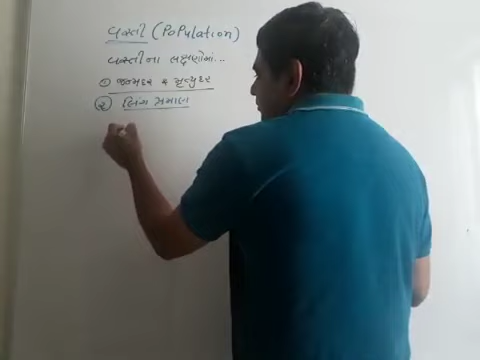 વસ્તી (Population)
વસ્તીના લક્ષણોમાં...
① જન્મદર & મૃત્યુદર
② લિંગ પ્રમાણ